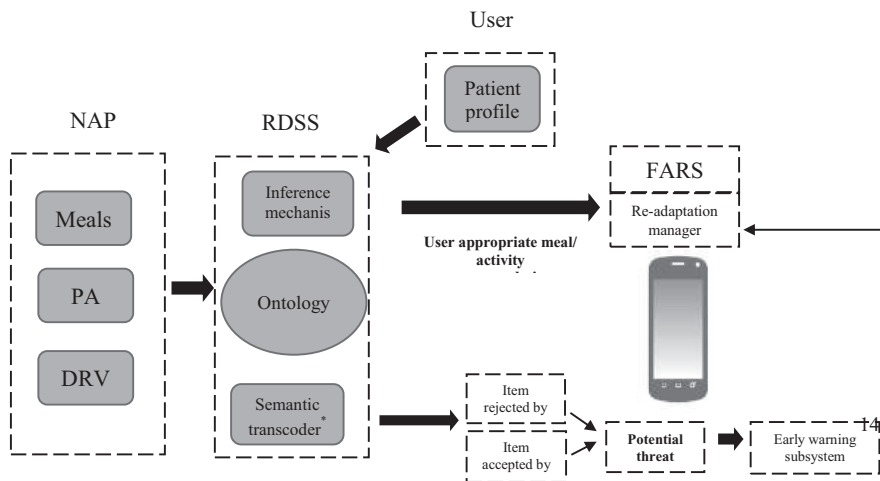 User
Patient
profile
NAP
RDSS
Meals
PA
DRV
Inference
mechanis
Ontology
Semantic
transcoder*
User appropriate meal/
activity
FARS
Re-adaptation
manager
Item
rejected by
Item
accepted by
Potential
threat
Early warning
subsystem
14